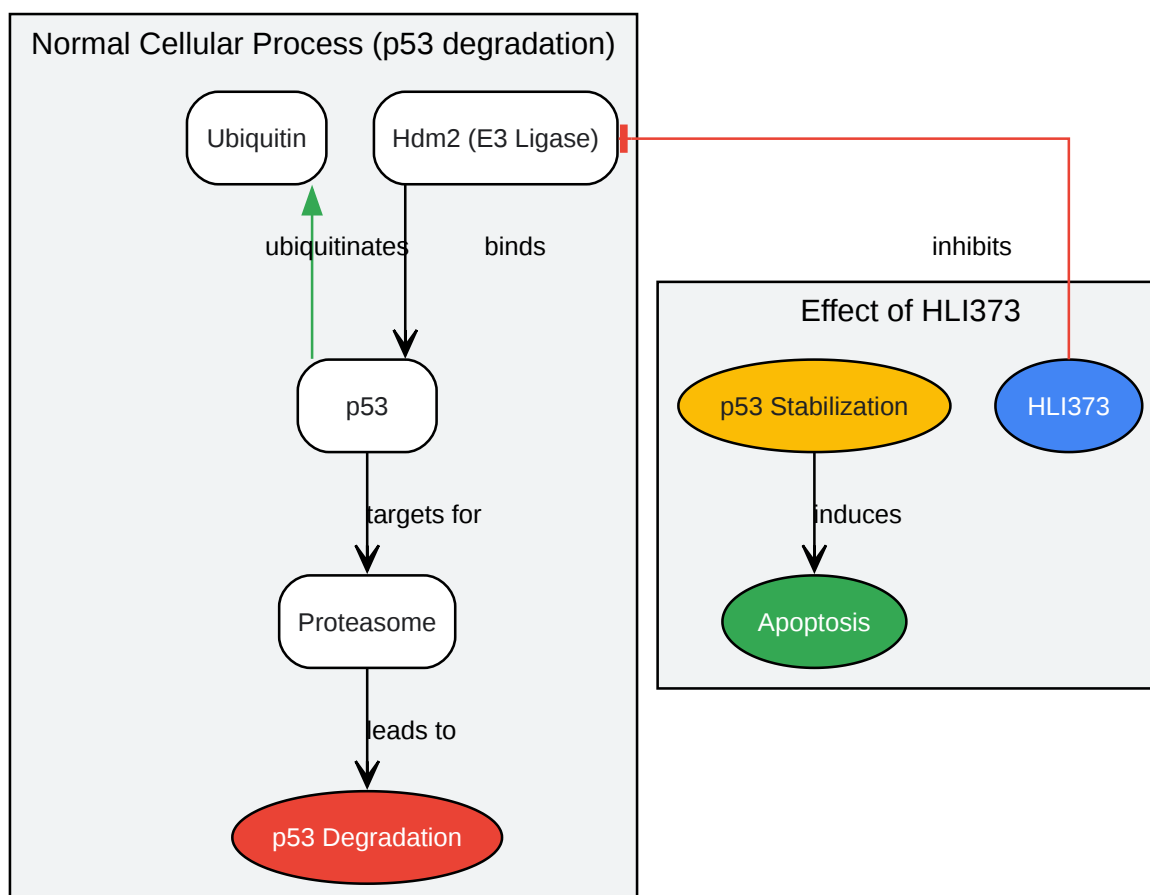 Normal Cellular Process (p53 degradation)
Ubiquitin
Hdm2 (E3 Ligase)
ubiquitinates
binds
inhibits
Effect of HLI373
p53
p53 Stabilization
HLI373
targets for
induces
Proteasome
Apoptosis
leads to
p53 Degradation